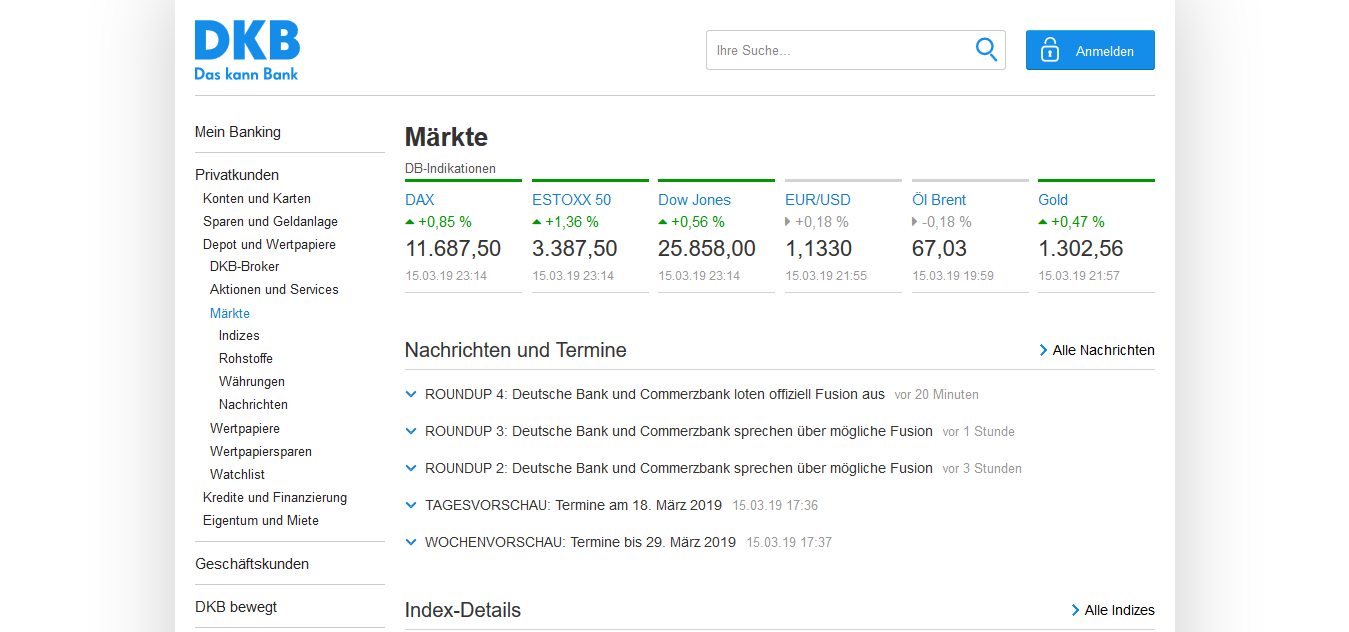 DKB
Das kann Bank
Ihre Suche...
Anmelden
Mein Banking
Privatkunden
Konten und Karten
Sparen und Geldanlage
Depot und Wertpapiere
DKB-Broker
Aktionen und Services
Märkte
Indizes
Rohstoffe
Währungen
Nachrichten
Wertpapiere
Wertpapiersparen
Watchlist
Kredite und Finanzierung
Eigentum und Miete
Geschäftskunden
DKB bewegt
Märkte
DB-Indikationen
DAX
+0,85 %
11.687,50
15.03.19 23:14
ESTOXX 50
+1,36 %
3.387,50
15.03.19 23:14
Dow Jones
+0,56 %
25.858,00
15.03.19 23:14
EUR/USD
+0,18 %
1,1330
15.03.19 21:55
Öl Brent
-0,18 %
67,03
15.03.19 19:59
Gold
+0,47 %
1.302,56
15.03.19 21:57
Nachrichten und Termine
Alle Nachrichten
ROUNDUP 4: Deutsche Bank und Commerzbank loten offiziell Fusion aus vor 20 Minuten
ROUNDUP 3: Deutsche Bank und Commerzbank sprechen über mögliche Fusion vor 1 Stunde
ROUNDUP 2: Deutsche Bank und Commerzbank sprechen über mögliche Fusion vor 3 Stunden
TAGESVORSCHAU: Termine am 18. März 2019 15.03.19 17:36
WOCHENVORSCHAU: Termine bis 29. März 2019 15.03.19 17:37
Index-Details
Alle Indizes